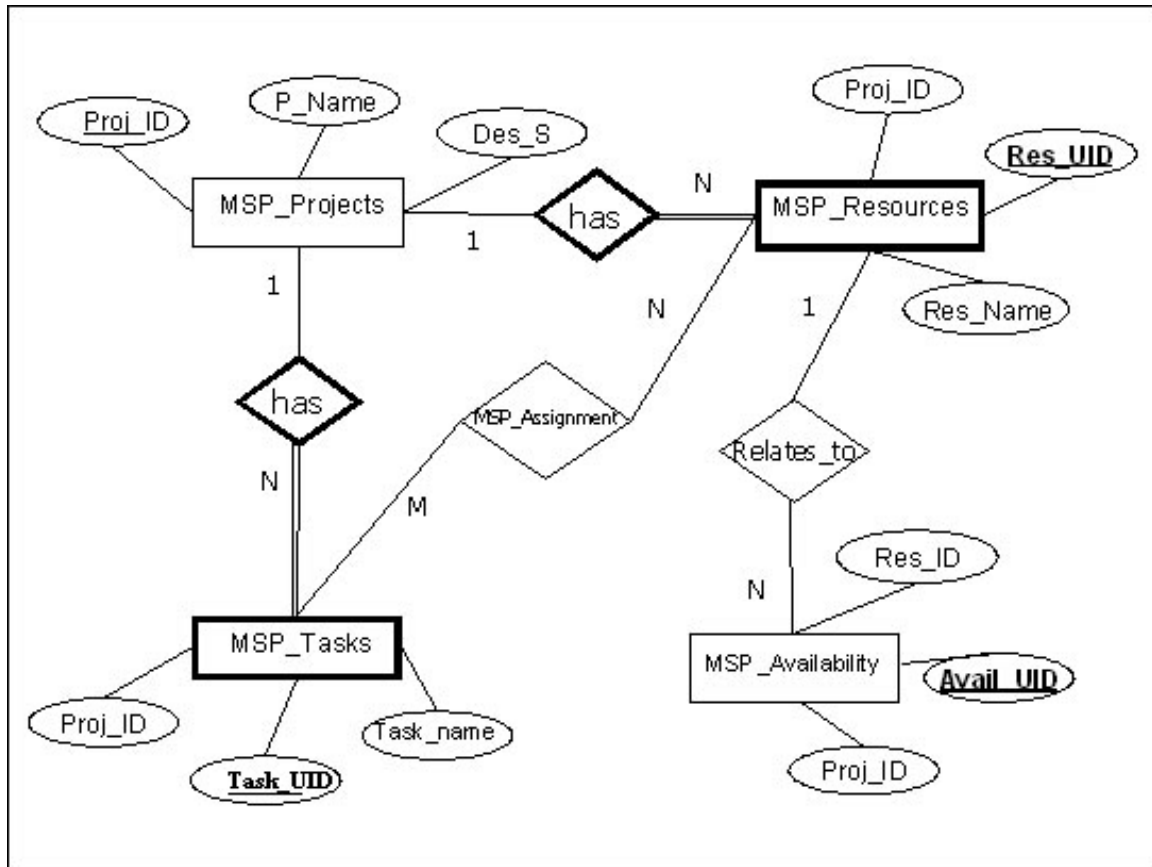 P_Name
Proj_ID
Des_S
Proj_ID
Res_UID
MSP_Projects
has
N
MSP_Resources
1
1
N
1
Res_Name
has
MSP_Assignment
Relates_to
N
M
Res_ID
N
MSP_Tasks
MSP_Availability
Avail_UID
Proj_ID
Task_name
Task_UID
Proj_ID